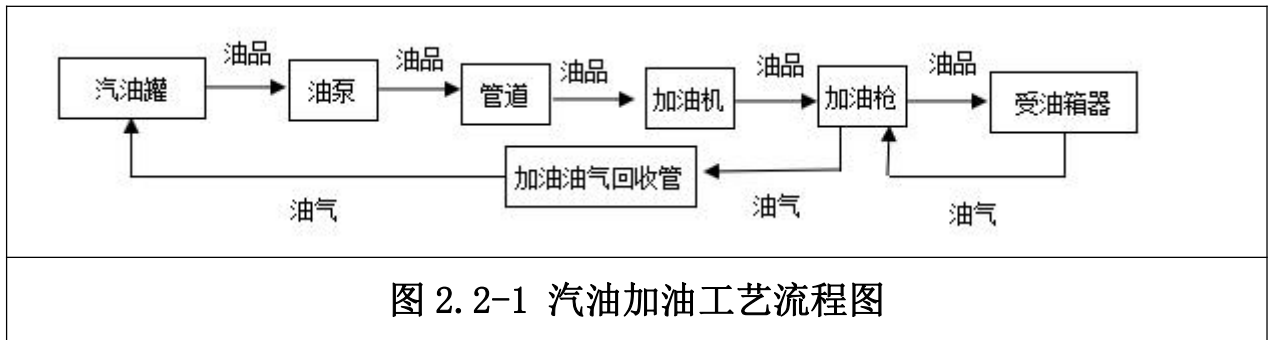 油品 油品 油品 油品 油品
汽油罐 油泵 管道 加油机 加油枪 受油箱器
加油油气回收管
油气 油气 油气
图 2.2-1 汽油加油工艺流程图